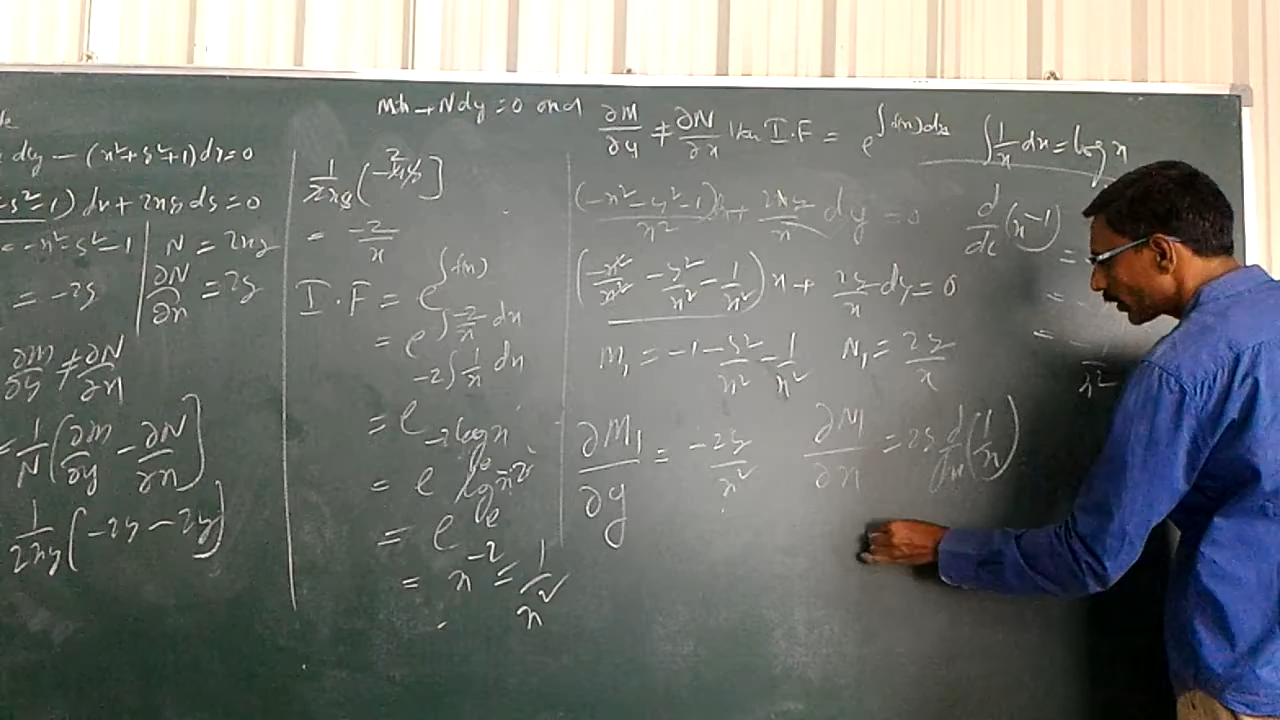 Mdx + Ndy = 0 and ∂M/∂y ≠ ∂N/∂x then I.F = e^∫f(x)dx
∫1/x dx = log x
dy - (x²+y²+1)dx=0
-y²-1) dx + 2xy dy = 0
= -x²-y²-1 | N = 2xy
= -2y | ∂N/∂x = 2y
∂M/∂y ≠ ∂N/∂x
= 1/N (∂M/∂y - ∂N/∂x)
1/2xy (-2y - 2y)
1/2xy (-4y]
2
= -2/x
I.F = e^∫f(x)
= e^∫-2/x dx
= e^-2∫1/x dx
= e^-2 log x
= e^log x^-2
= x^-2 = 1/x²
(-x²-y²-1)/x² dx + 2xy/x² dy = 0
(-x²/x² - y²/x² - 1/x²)x + 2y/x dy = 0
M₁ = -1 - y²/x² - 1/x² N₁ = 2y/x
∂M₁/∂y = -2y/x² ∂N/∂x = 2y d/dx (1/x)
d/dx (x^-1)
=
=
= -1/x²